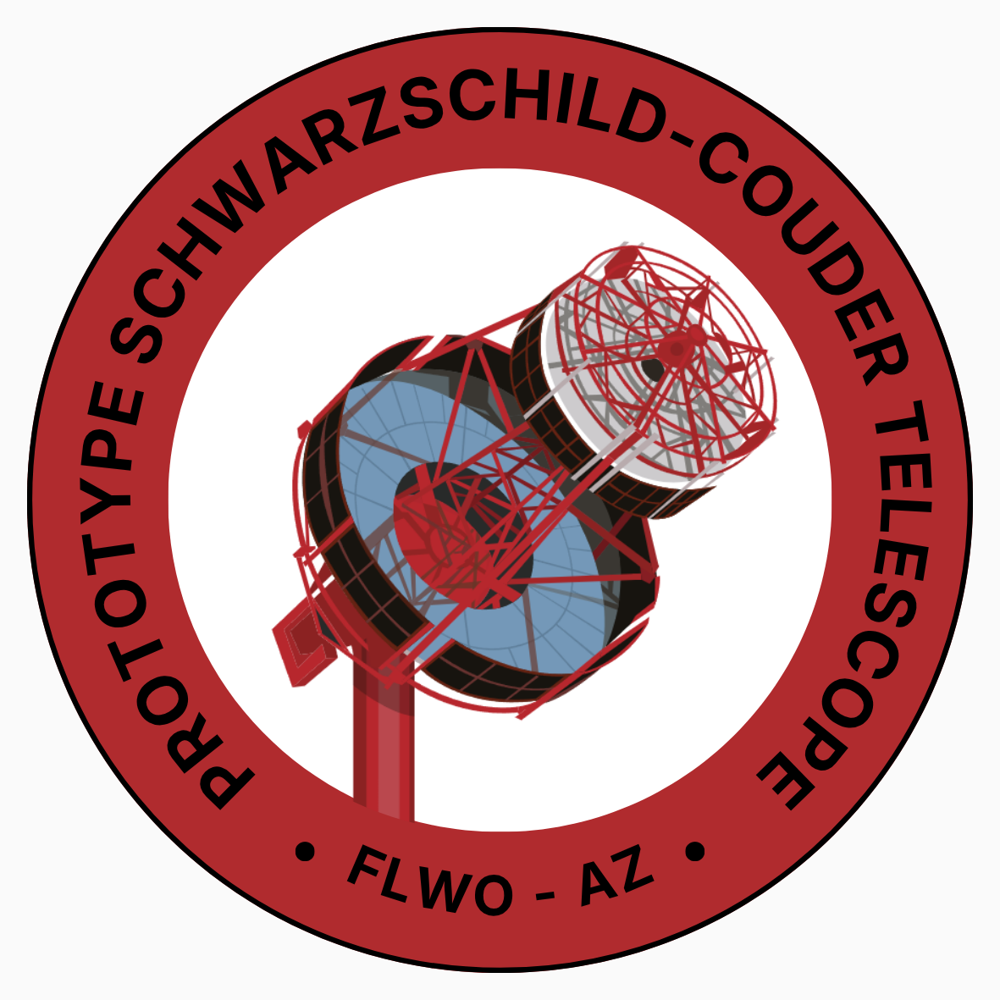 PROTOTYPE SCHWARZSCHILD-COUDER TELESCOPE
• FLWO - AZ •